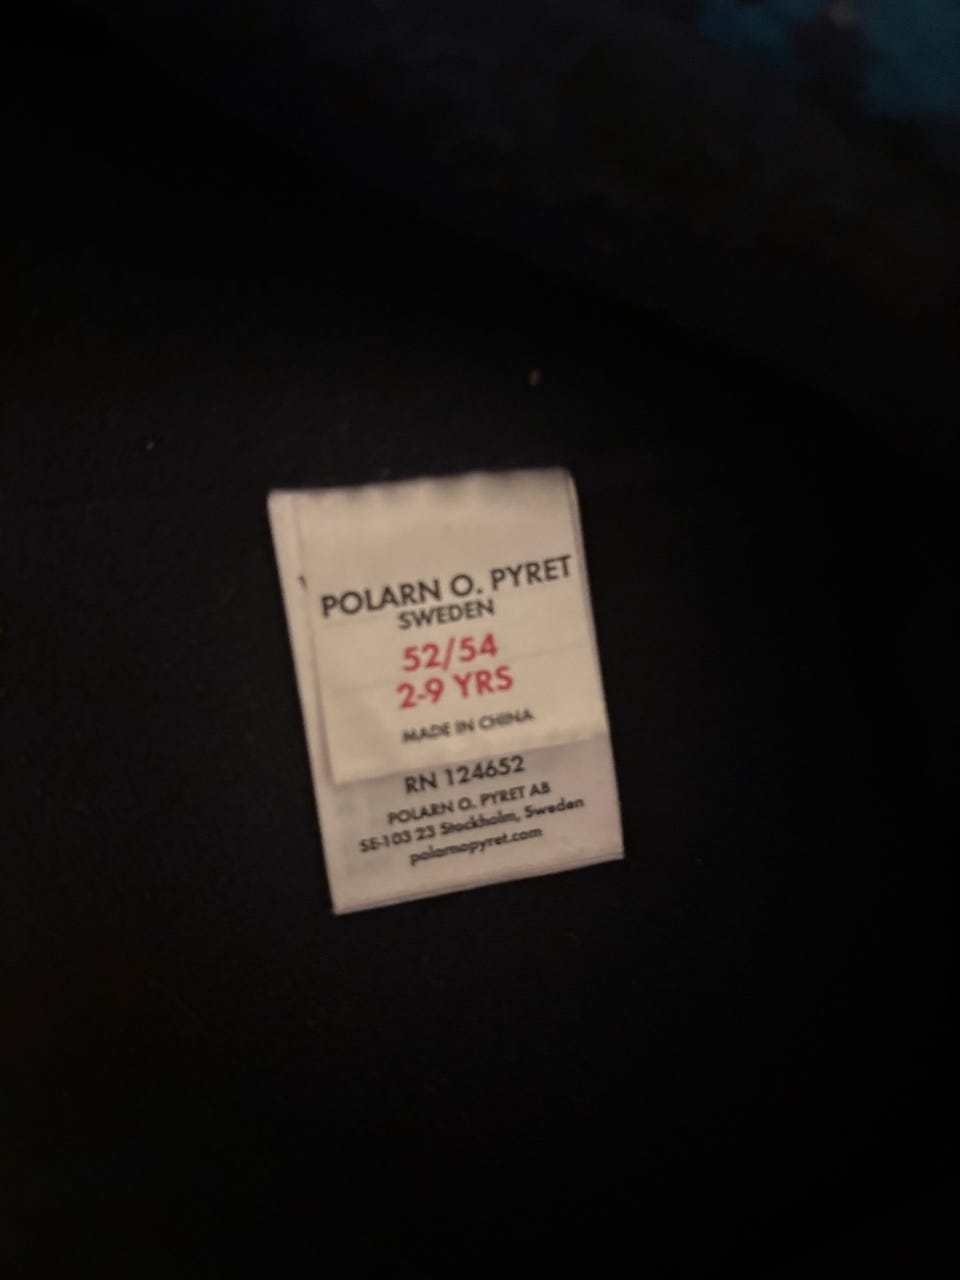 POLARN O. PYRET
SWEDEN
52/54
2-9 YRS
MADE IN CHINA
RN 124652
POLARN O. PYRET AB
SE-103 23 Stockholm, Sweden
polarnopyret.com